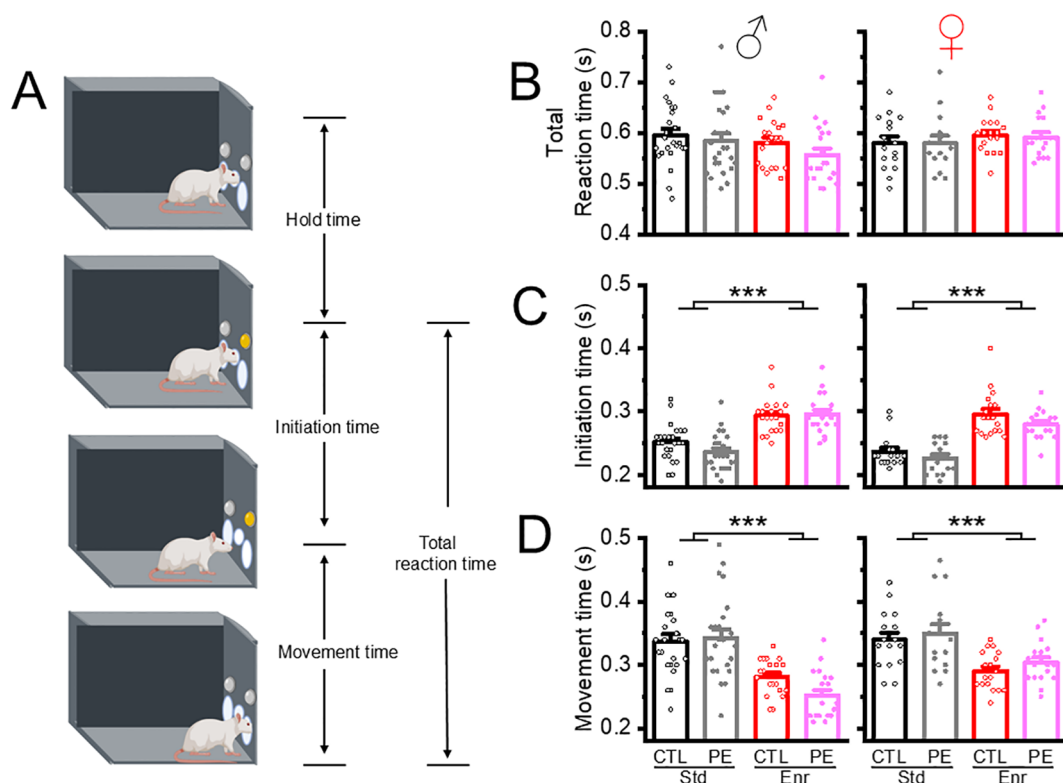 A
Hold time
Initiation time
Movement time
Total
reaction time
B
Total
Reaction time (s)
0.8
0.7
0.6
0.5
0.4
♂
♀
C
Initiation time (s)
0.5
0.4
0.3
0.2
***
***
D
Movement time (s)
0.5
0.4
0.3
0.2
***
***
CTL PE CTL PE
Std Enr
CTL PE CTL PE
Std Enr